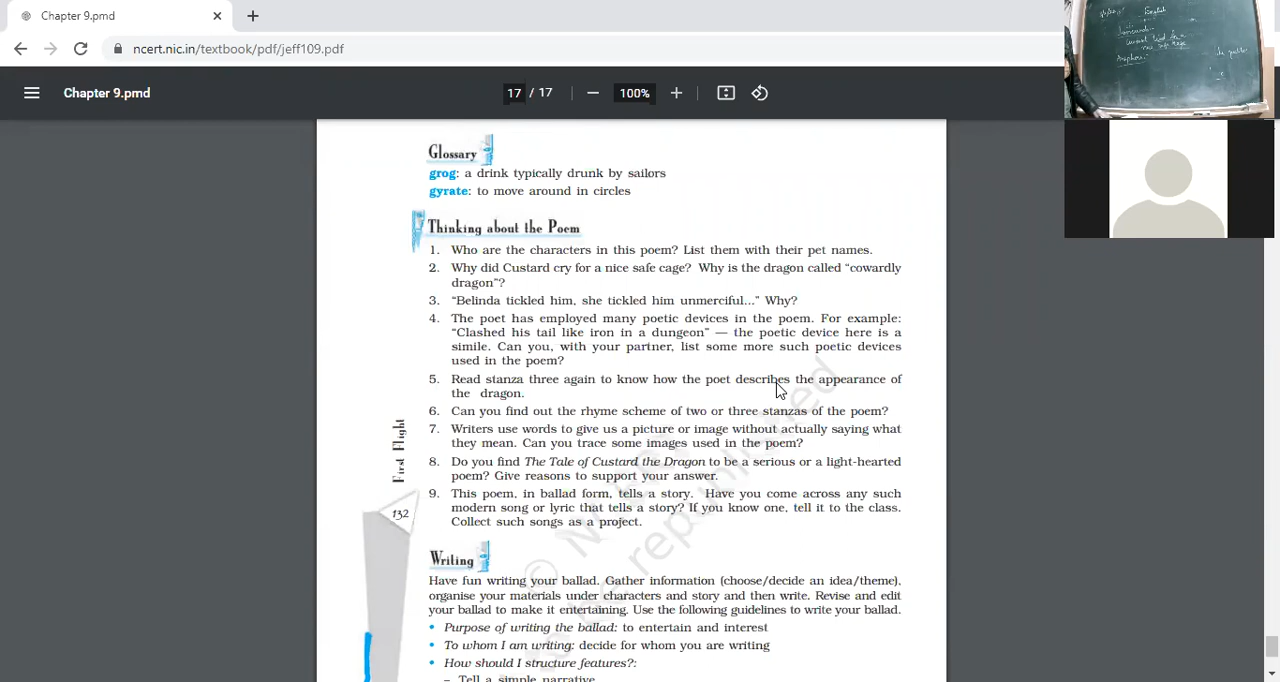 Chapter 9.pmd
ncert.nic.in/textbook/pdf/jeff109.pmd
Chapter 9.pmd
17 / 17
100%
English
Glossary
grog: a drink typically drunk by sailors
gyrate: to move around in circles
Thinking about the Poem
1. Who are the characters in this poem? List them with their pet names.
2. Why did Custard cry for a nice safe cage? Why is the dragon called “cowardly
dragon”?
3. “Belinda tickled him, she tickled him unmerciful...” Why?
4. The poet has employed many poetic devices in the poem. For example:
“Clashed his tail like iron in a dungeon” — the poetic device here is a
simile. Can you, with your partner, list some more such poetic devices
used in the poem?
5. Read stanza three again to know how the poet describes the appearance of
the dragon.
6. Can you find out the rhyme scheme of two or three stanzas of the poem?
7. Writers use words to give us a picture or image without actually saying what
they mean. Can you trace some images used in the poem?
8. Do you find The Tale of Custard the Dragon to be a serious or a light-hearted
poem? Give reasons to support your answer.
9. This poem, in ballad form, tells a story. Have you come across any such
modern song or lyric that tells a story? If you know one, tell it to the class.
Collect such songs as a project.
First Flight
132
Writing
Have fun writing your ballad. Gather information (choose/decide an idea/theme),
organise your materials under characters and story and then write. Revise and edit
your ballad to make it entertaining. Use the following guidelines to write your ballad.
• Purpose of writing the ballad: to entertain and interest
• To whom I am writing: decide for whom you are writing
• How should I structure features?:
– Tell a simple narrative